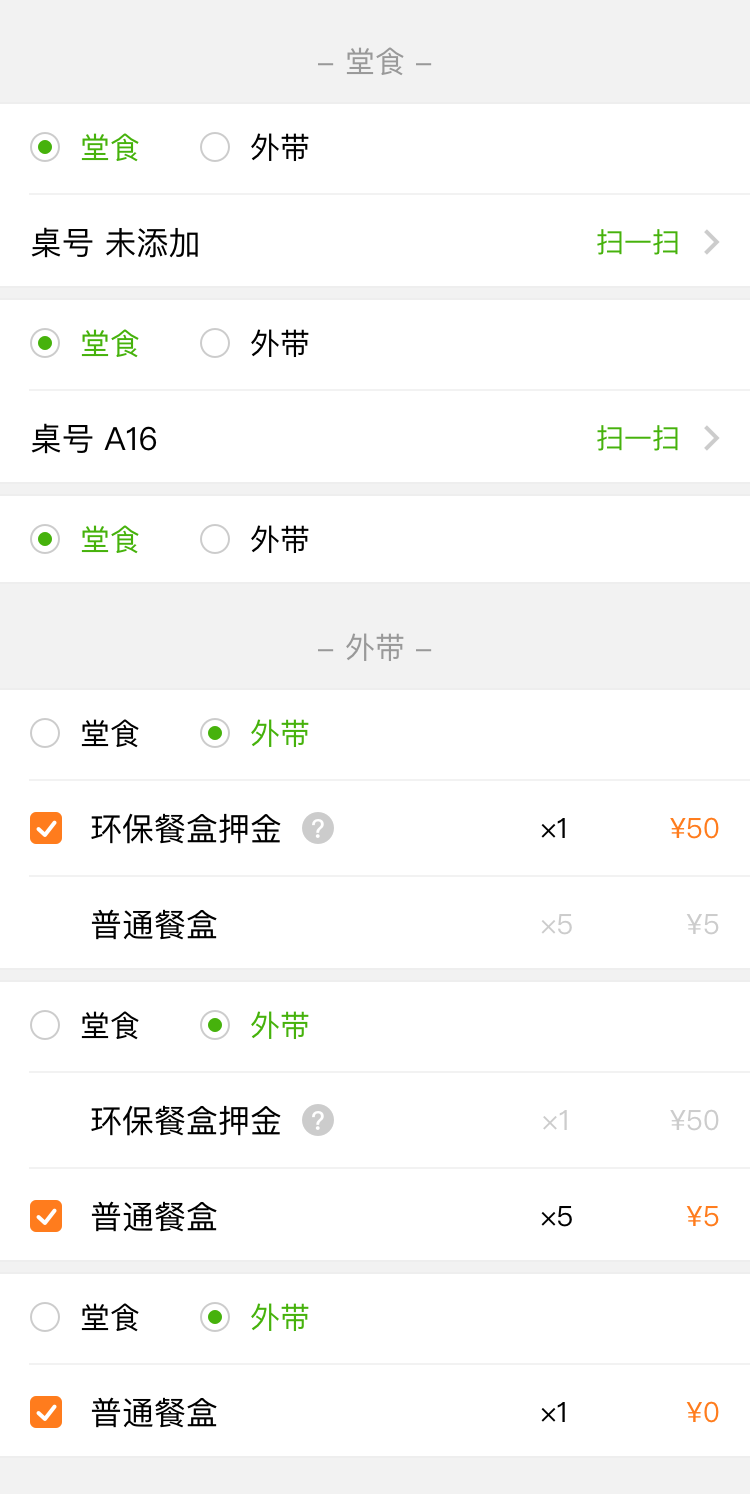 – 堂食 –
堂食 外带
桌号 未添加 扫一扫
堂食 外带
桌号 A16 扫一扫
堂食 外带
– 外带 –
堂食 外带
环保餐盒押金 ? ×1 ¥50
普通餐盒 ×5 ¥5
堂食 外带
环保餐盒押金 ? ×1 ¥50
普通餐盒 ×5 ¥5
堂食 外带
普通餐盒 ×1 ¥0